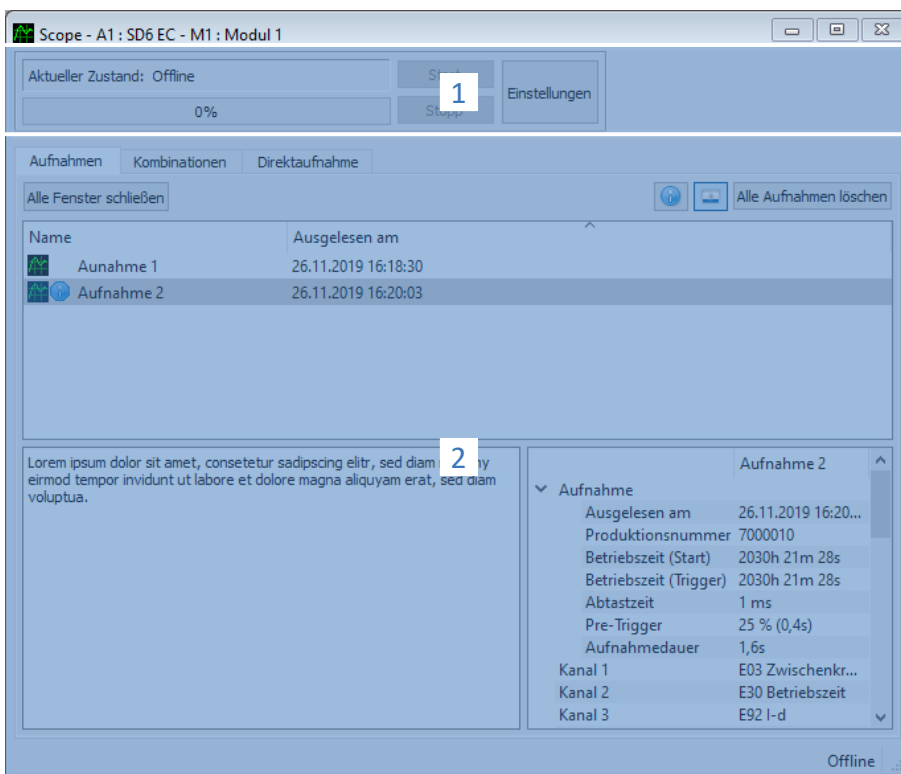 Scope - A1 : SD6 EC - M1 : Modul 1
Aktueller Zustand: Offline
0%
1
Stopp
Einstellungen
Aufnahmen Kombinationen Direktaufnahme
Alle Fenster schließen
Alle Aufnahmen löschen
Name Ausgelesen am
Aunahme 1 26.11.2019 16:18:30
Aufnahme 2 26.11.2019 16:20:03
2
Lorem ipsum dolor sit amet, consetetur sadipscing elitr, sed diam
eirmod tempor invidunt ut labore et dolore magna aliquyam erat, sed diam
voluptua.
Aufnahme 2
Aufnahme
Ausgelesen am 26.11.2019 16:20...
Produktionsnummer 7000010
Betriebszeit (Start) 2030h 21m 28s
Betriebszeit (Trigger) 2030h 21m 28s
Abtastzeit 1 ms
Pre-Trigger 25 % (0,4s)
Aufnahmedauer 1,6s
Kanal 1 E03 Zwischenkr...
Kanal 2 E30 Betriebszeit
Kanal 3 E92 I-d
Offline